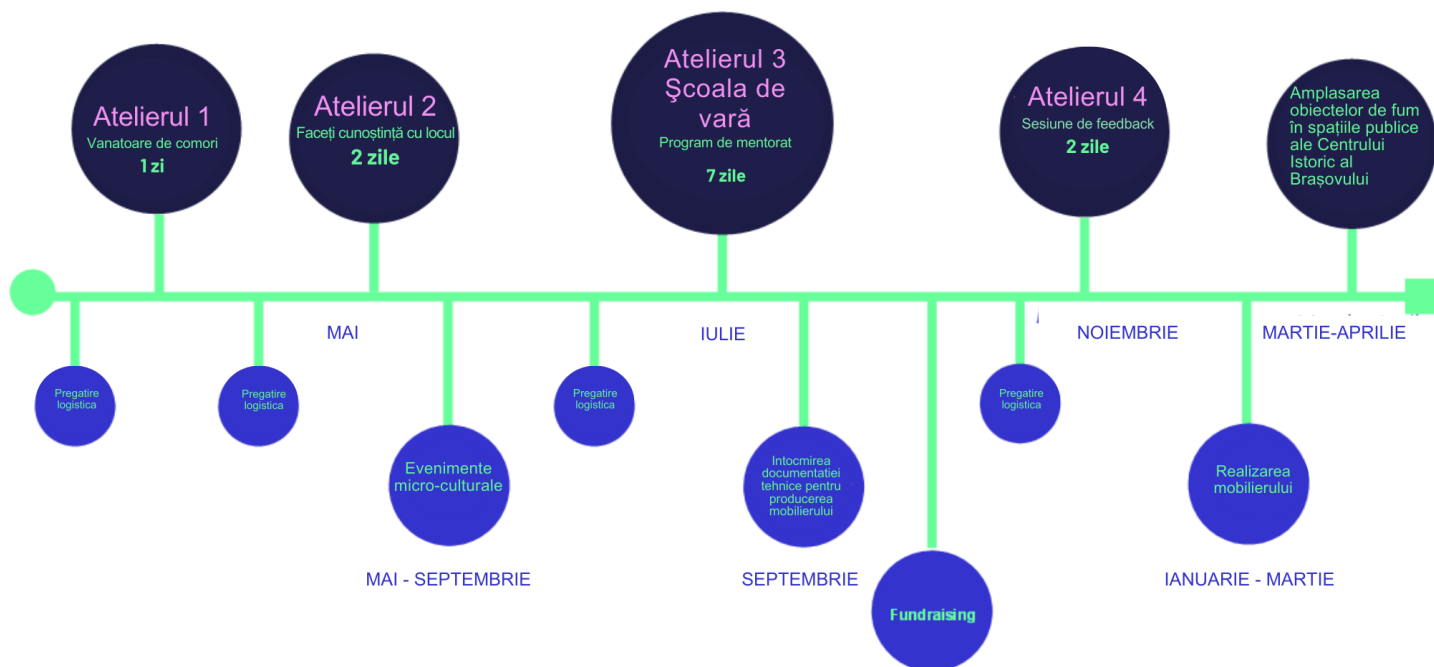 Atelierul 1
Vanatoare de comori
1 zi
Atelierul 2
Faceți cunoștință cu locul
2 zile
Atelierul 3
Şcoala de
vară
Program de mentorat
7 zile
Atelierul 4
Sesiune de feedback
2 zile
Amplasarea
obiectelor de fum
în spațiile publice
ale Centrului
Istoric al
Brașovului
MAI
IULIE
NOIEMBRIE
MARTIE-APRILIE
Pregatire
logistica
Pregatire
logistica
Pregatire
logistica
Pregatire
logistica
Evenimente
micro-culturale
Intocmirea
documentatiei
tehnice pentru
producerea
mobilierului
Realizarea
mobilierului
MAI - SEPTEMBRIE
SEPTEMBRIE
IANUARIE - MARTIE
Fundraising